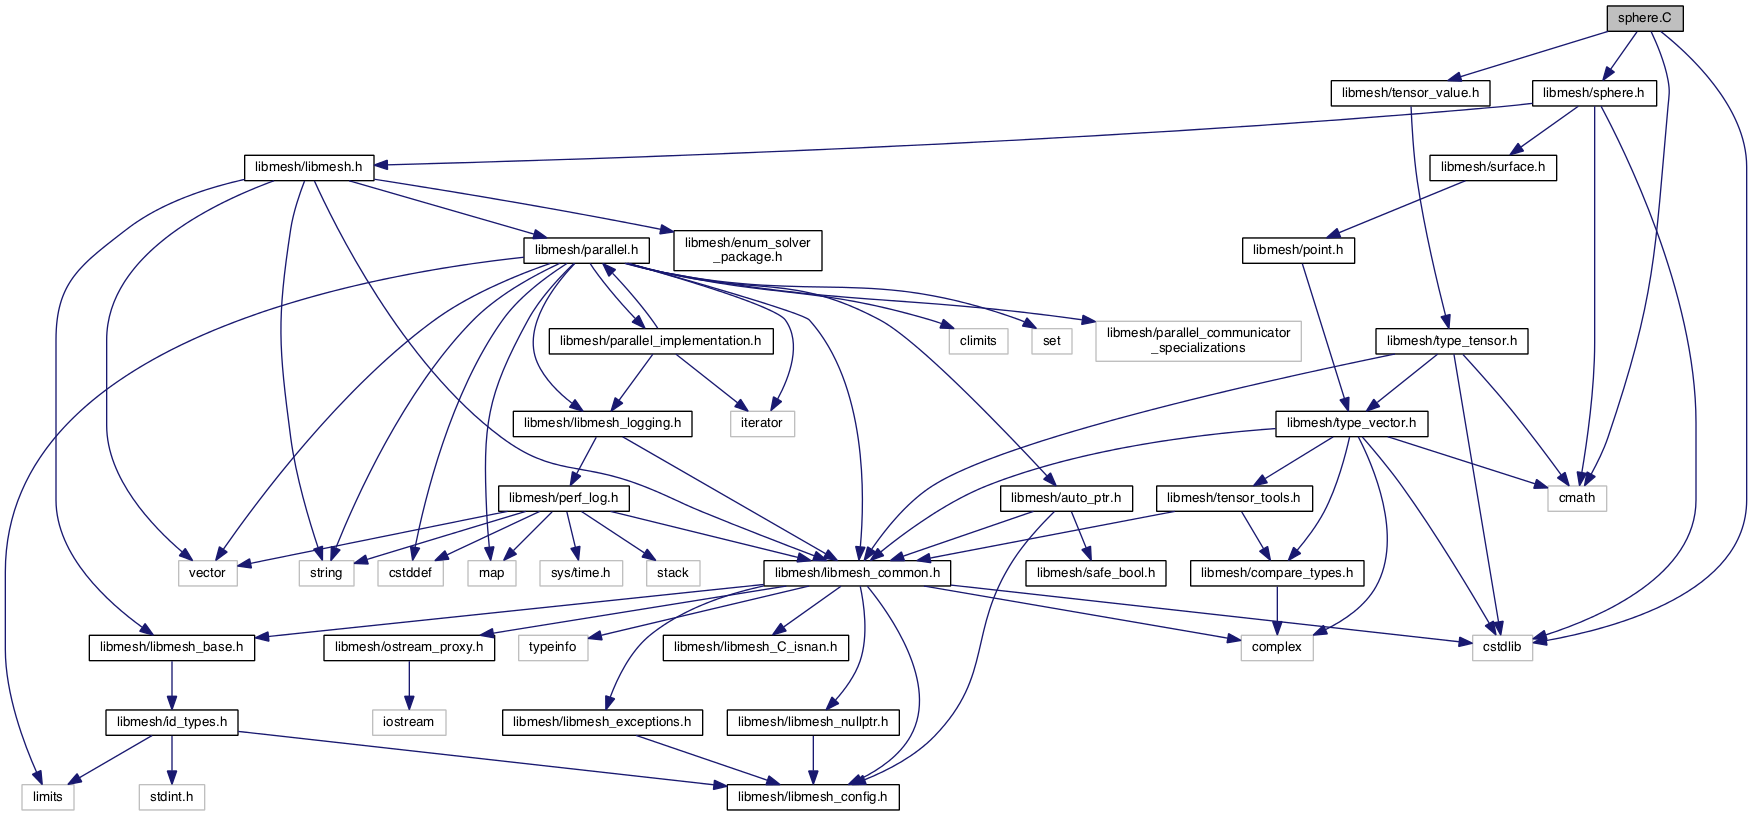 sphere.C
libmesh/tensor_value.h
libmesh/sphere.h
libmesh/libmesh.h
libmesh/surface.h
libmesh/parallel.h
libmesh/enum_solver
_package.h
libmesh/point.h
libmesh/parallel_implementation.h
climits
set
libmesh/parallel_communicator
_specializations
libmesh/type_tensor.h
libmesh/libmesh_logging.h
iterator
libmesh/type_vector.h
libmesh/perf_log.h
libmesh/auto_ptr.h
libmesh/tensor_tools.h
cmath
vector
string
cstddef
map
sys/time.h
stack
libmesh/libmesh_common.h
libmesh/safe_bool.h
libmesh/compare_types.h
libmesh/libmesh_base.h
libmesh/ostream_proxy.h
typeinfo
libmesh/libmesh_C_isnan.h
complex
cstdlib
libmesh/id_types.h
iostream
libmesh/libmesh_exceptions.h
libmesh/libmesh_nullptr.h
limits
stdint.h
libmesh/libmesh_config.h